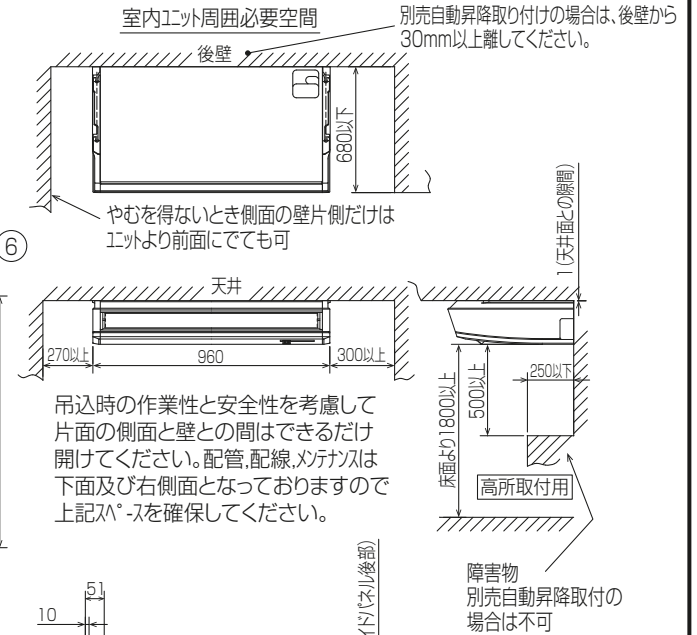 室内ユニット周囲必要空間
別売自動昇降取り付けの場合は、後壁から
30mm以上離してください。
後壁
680以下
やむを得ないとき側面の壁片側だけは
ユニットより前面にでても可
1(天井面との隙間)
6
天井
270以上
960
300以上
250以下
500以上
床面より1800以上
吊込時の作業性と安全性を考慮して
片面の側面と壁との間はできるだけ
開けてください。配管,配線,メンテナンスは
下面及び右側面となっておりますので
上記スペースを確保してください。
高所取付用
障害物
別売自動昇降取付の
場合は不可
51
10
イドパネル後部)